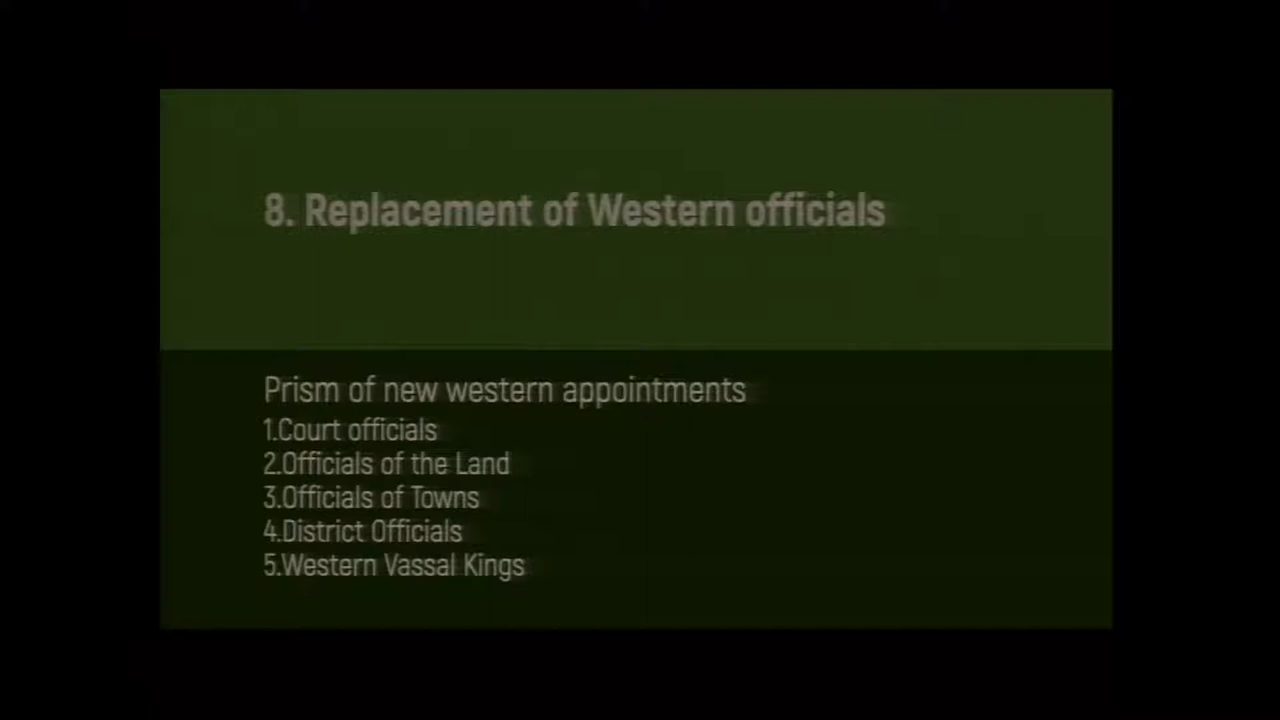 8. Replacement of Western officials
Prism of new western appointments
1.Court officials
2.Officials of the Land
3.Officials of Towns
4.District Officials
5.Western Vassal Kings